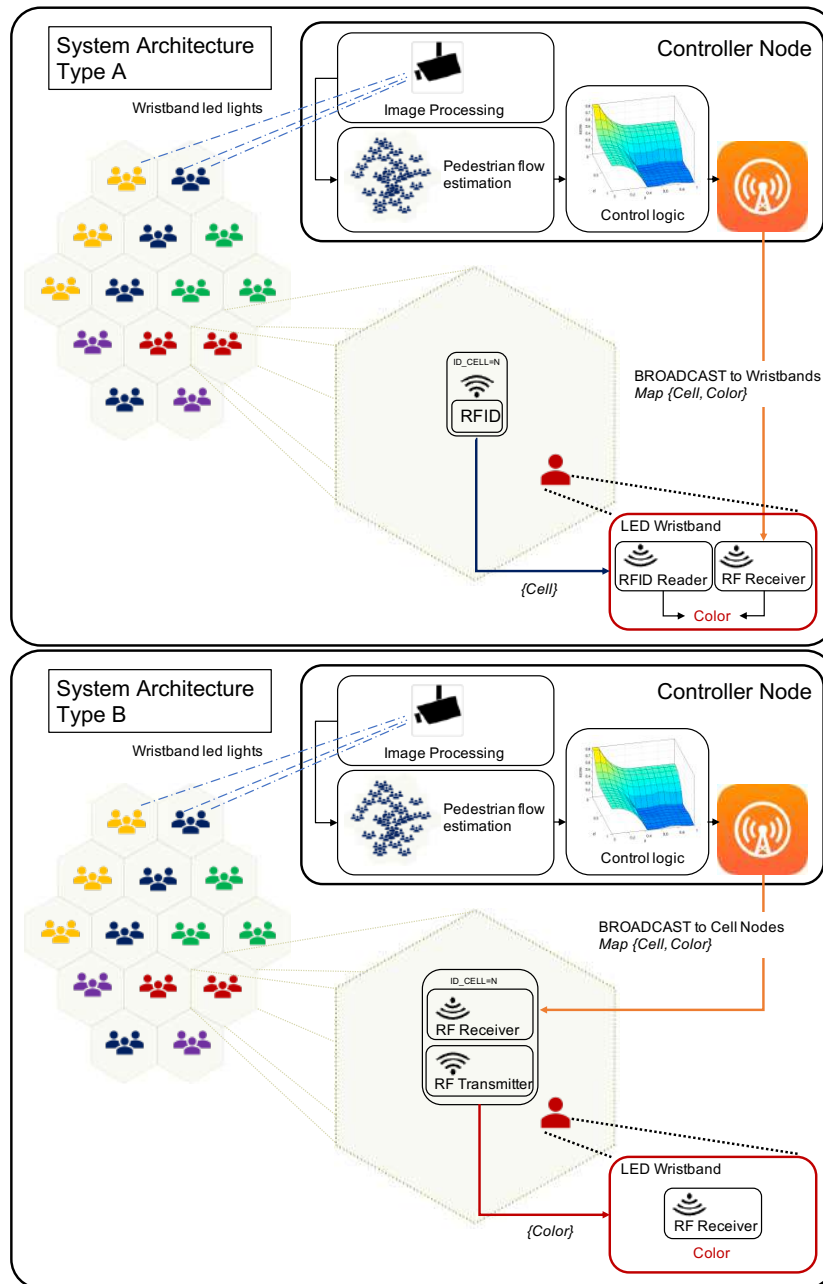 System Architecture
Type A
Controller Node
Wristband led lights
Image Processing
Pedestrian flow
estimation
Control logic
ID_CELL=N
RFID
BROADCAST to Wristbands
Map {Cell, Color}
LED Wristband
RFID Reader
RF Receiver
{Cell}
Color
System Architecture
Type B
Controller Node
Wristband led lights
Image Processing
Pedestrian flow
estimation
Control logic
BROADCAST to Cell Nodes
Map {Cell, Color}
ID_CELL=N
RF Receiver
RF Transmitter
LED Wristband
RF Receiver
{Color}
Color